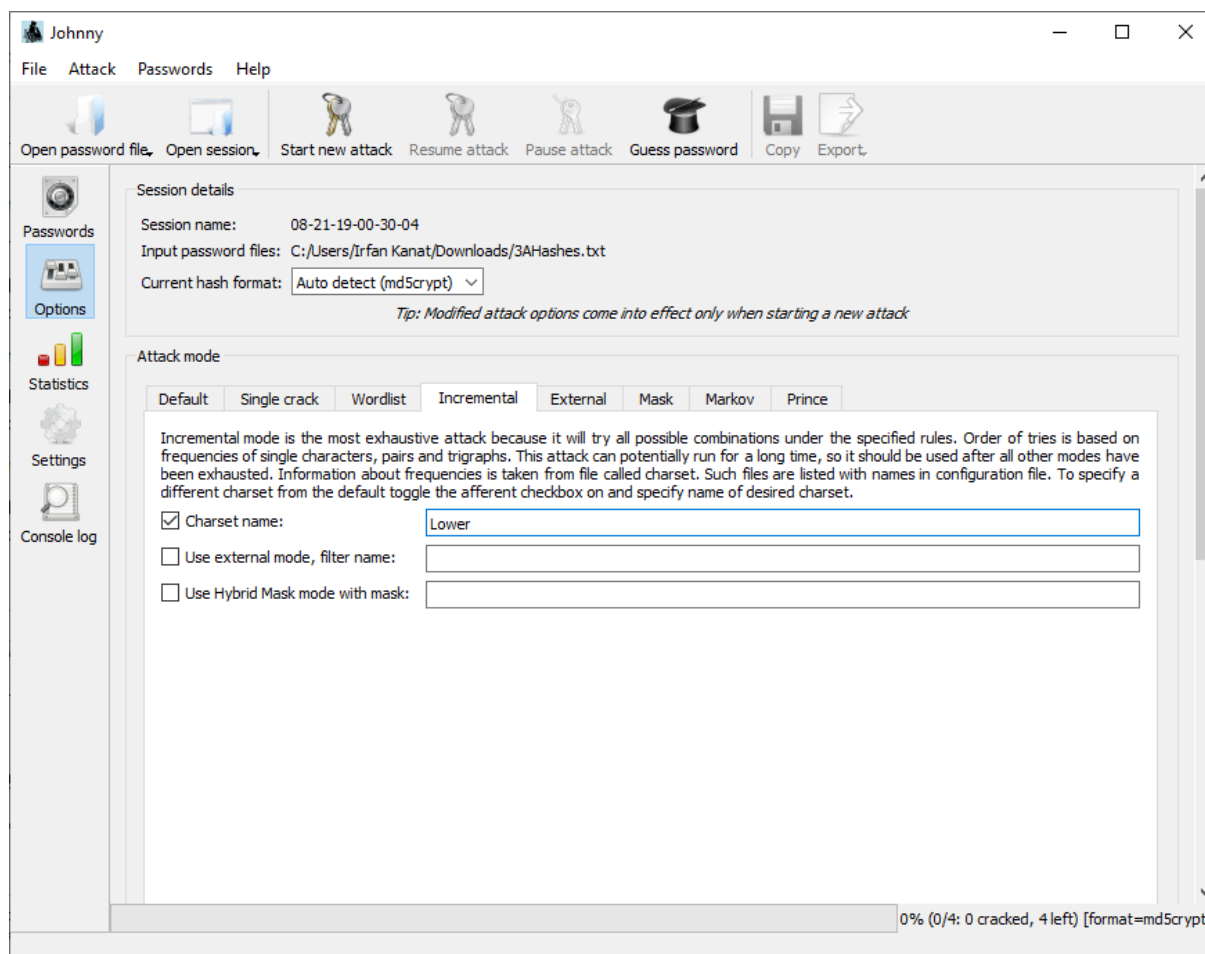 Johnny
File Attack Passwords Help
Open password file Open session Start new attack Resume attack Pause attack Guess password Copy Export
Passwords
Options
Statistics
Settings
Console log
Session details
Session name: 08-21-19-00-30-04
Input password files: C:/Users/Irfan Kanat/Downloads/3AHashes.txt
Current hash format: Auto detect (md5crypt)
Tip: Modified attack options come into effect only when starting a new attack
Attack mode
Default Single crack Wordlist Incremental External Mask Markov Prince
Incremental mode is the most exhaustive attack because it will try all possible combinations under the specified rules. Order of tries is based on
frequencies of single characters, pairs and trigraphs. This attack can potentially run for a long time, so it should be used after all other modes have
been exhausted. Information about frequencies is taken from file called charset. Such files are listed with names in configuration file. To specify a
different charset from the default toggle the afferent checkbox on and specify name of desired charset.
Charset name: Lower
Use external mode, filter name:
Use Hybrid Mask mode with mask:
0% (0/4: 0 cracked, 4 left) [format=md5crypt